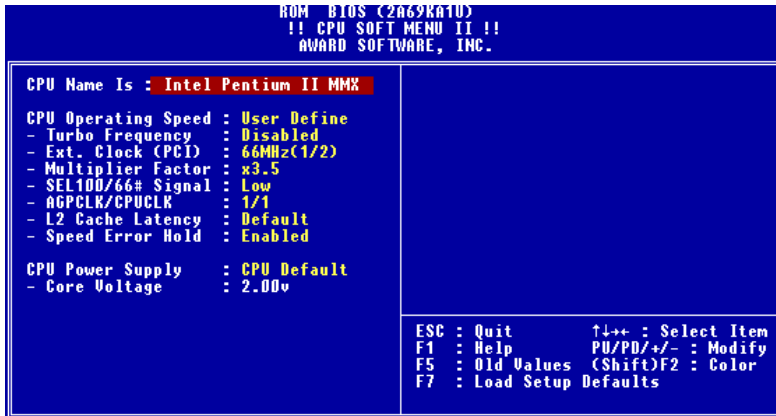 ROM BIOS (2A69KA1U)
!! CPU SOFT MENU II !!
AWARD SOFTWARE, INC.
CPU Name Is : Intel Pentium II MMX
CPU Operating Speed : User Define
- Turbo Frequency : Disabled
- Ext. Clock (PCI) : 66MHz(1/2)
- Multiplier Factor : x3.5
- SEL100/66# Signal : Low
- AGPCLK/CPUCLK : 1/1
- L2 Cache Latency : Default
- Speed Error Hold : Enabled
CPU Power Supply : CPU Default
- Core Voltage : 2.00v
ESC : Quit ↑↓→← : Select Item
F1 : Help PU/PD/+/- : Modify
F5 : Old Values (Shift)F2 : Color
F7 : Load Setup Defaults